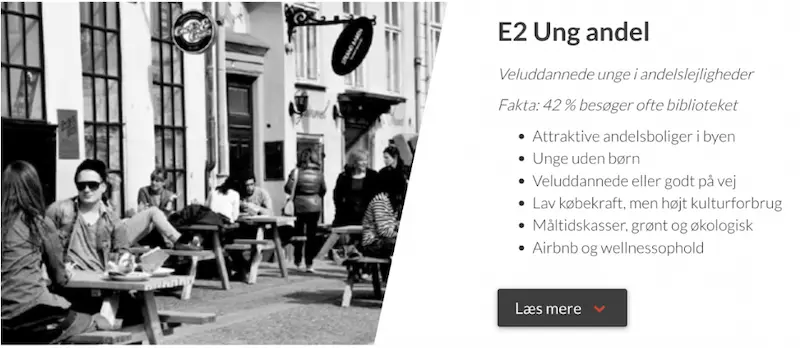 E2 Ung andel
Veluddannede unge i andelslejligheder
Fakta: 42 % besøger ofte biblioteket
Attraktive andelsboliger i byen
Unge uden børn
Veluddannede eller godt på vej
Lav købekraft, men højt kulturforbrug
Måltidskasser, grønt og økologisk
Airbnb og wellnessophold
Læs mere